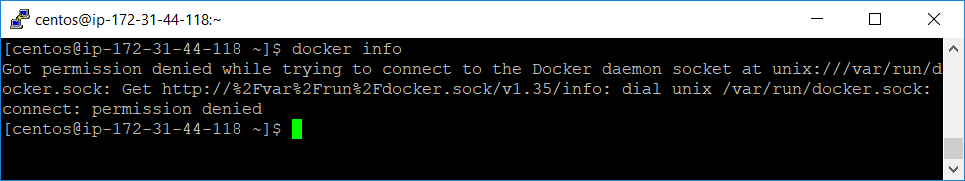 centos@ip-172-31-44-118:~
[centos@ip-172-31-44-118 ~]$ docker info
Got permission denied while trying to connect to the Docker daemon socket at unix:///var/run/d
ocker.sock: Get http://%2Fvar%2Frun%2Fdocker.sock/v1.35/info: dial unix /var/run/docker.sock:
connect: permission denied
[centos@ip-172-31-44-118 ~]$